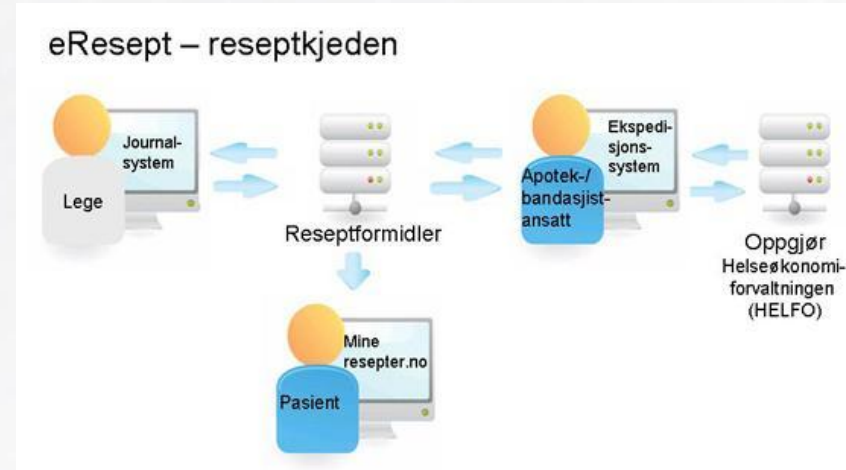 eResept – reseptkjeden
Journal-
system
Lege
Reseptformidler
Ekspedi-
sjons-
system
Apotek-/
bandasjist-
ansatt
Oppgjør
Helseøkonomi-
forvaltningen
(HELFO)
Mine
resepter.no
Pasient